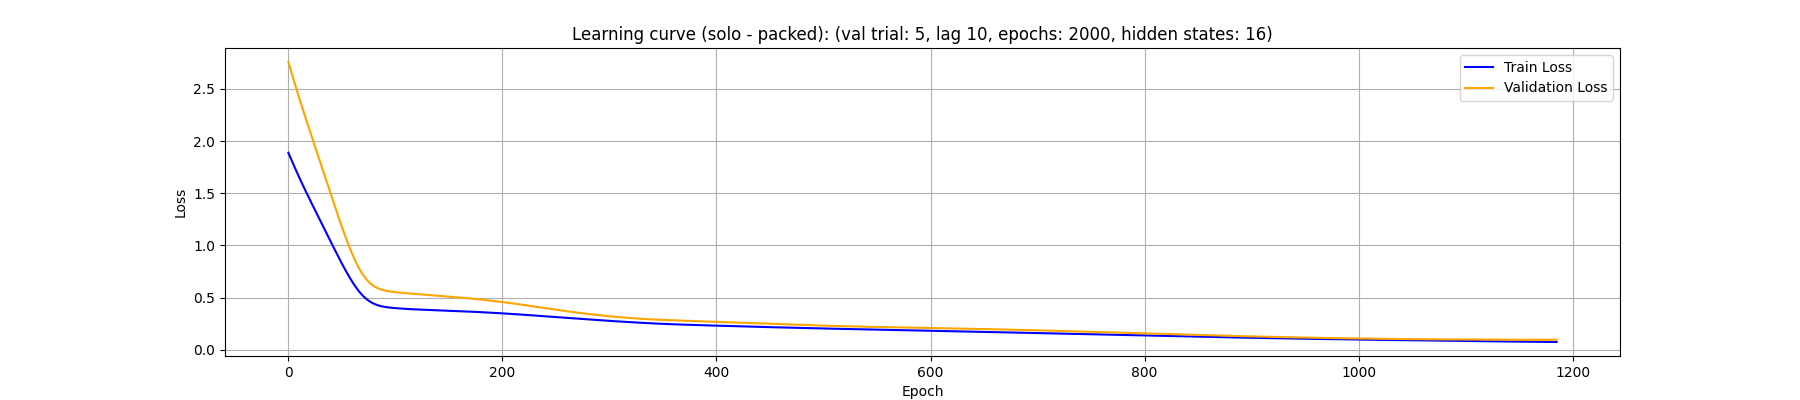 Learning curve (solo - packed): (val trial: 5, lag 10, epochs: 2000, hidden states: 16)
Train Loss
Validation Loss
2.5
2.0
1.5
1.0
0.5
0.0
Loss
0 200 400 600 800 1000 1200
Epoch